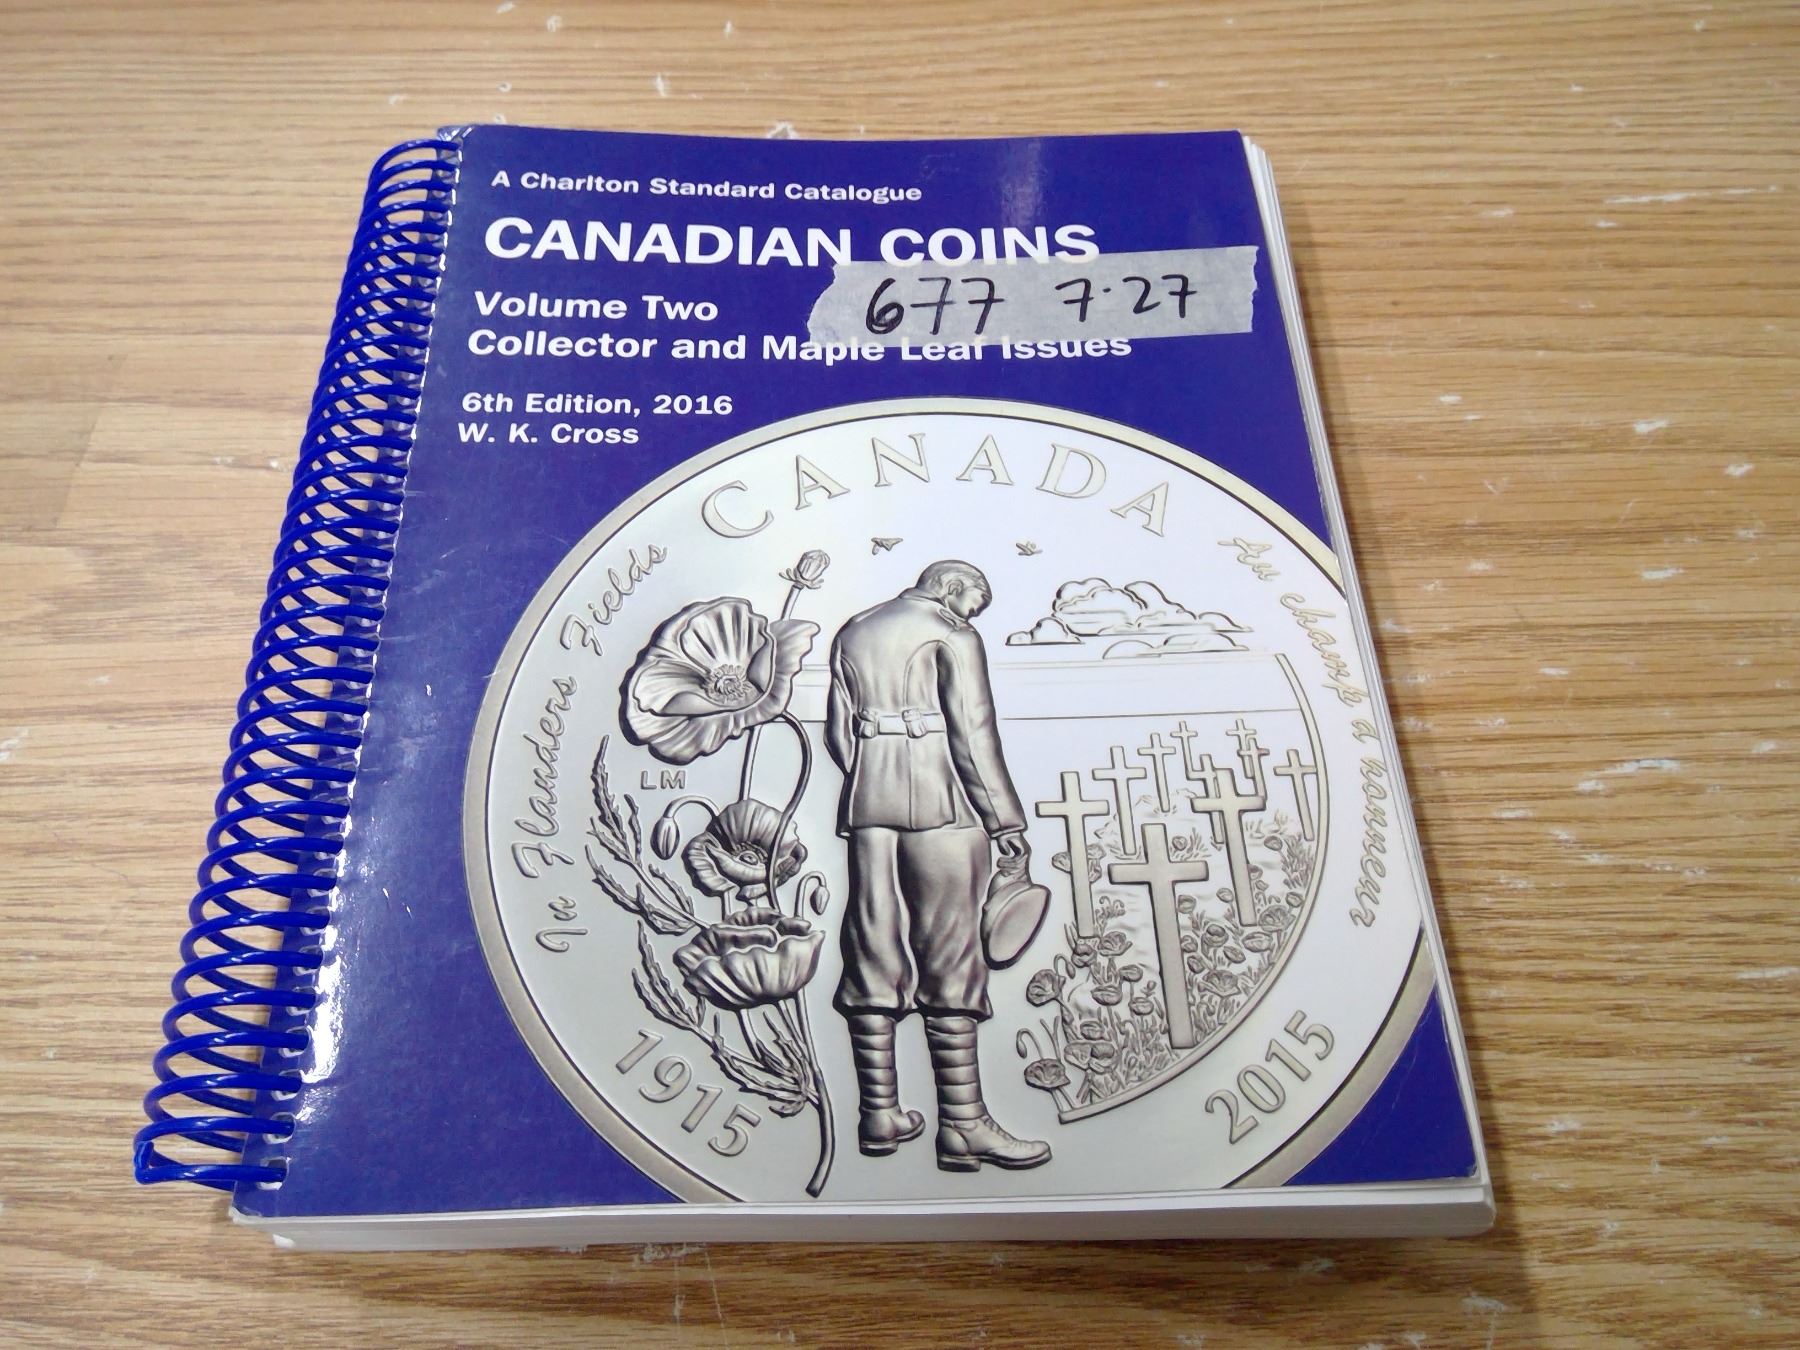 A Charlton Standard Catalogue
CANADIAN COINS
677 7·27
Volume Two
Collector and Maple Leaf Issues
6th Edition, 2016
W. K. Cross
CANADA
In Flanders Fields
Au champ d'honneur
LM
1915
2015